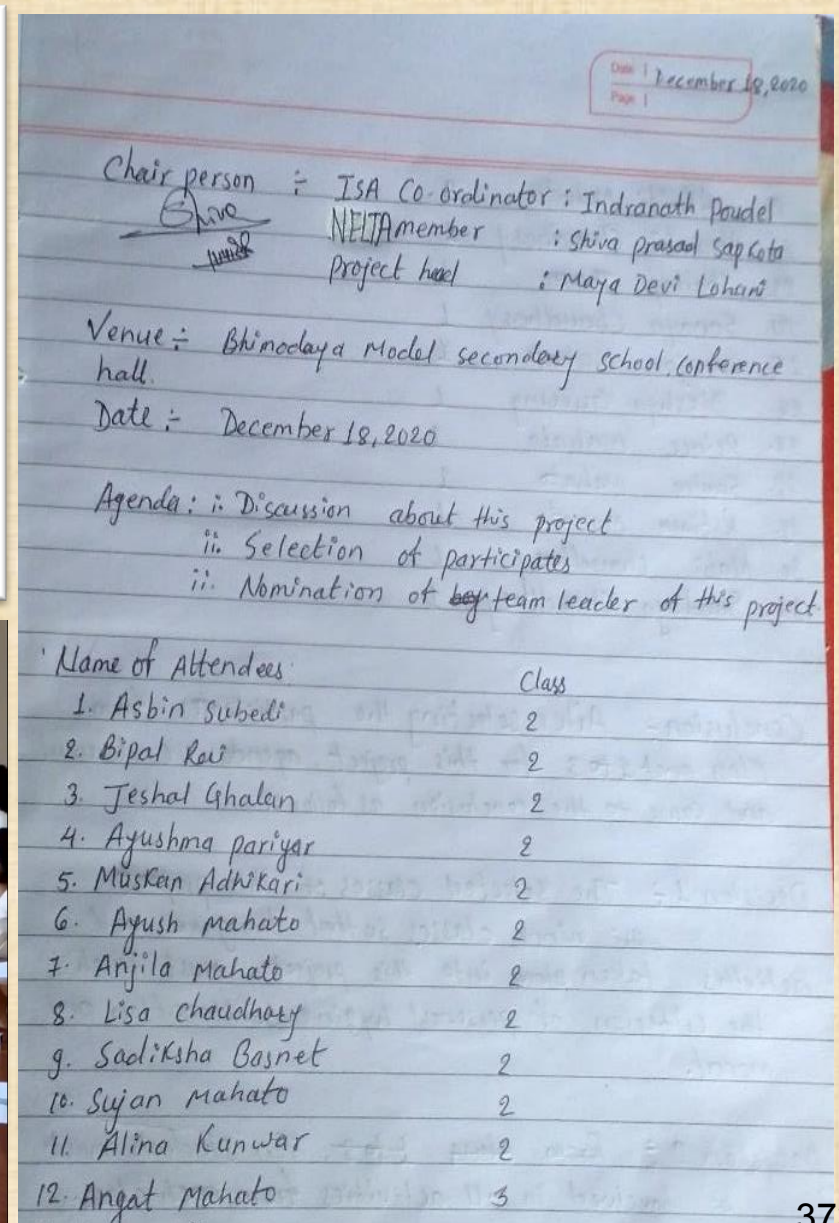 Date | December 18, 2020
Page |
Chair person ÷ ISA Co-ordinator : Indranath Poudel
Shiva NELTA member : Shiva prasad Sapkota
project head : Maya Devi Lohani
Venue ÷ Bhimodaya Model secondary school, conference
hall.
Date ÷ December 18, 2020
Agenda : i. Discussion about this project
ii. Selection of participates
ii. Nomination of team leader of this project.
Name of Attendees Class
1. Asbin Subedi 2
2. Bipal Rai 2
3. Jeshal Ghalan 2
4. Ayushma pariyar 2
5. Muskan Adhikari 2
6. Ayush Mahato 2
7. Anjila Mahato 2
8. Lisa Chaudhary 2
9. Sadiksha Basnet 2
10. Sujan Mahato 2
11. Alina Kunwar 2
12. Angat Mahato 3
37